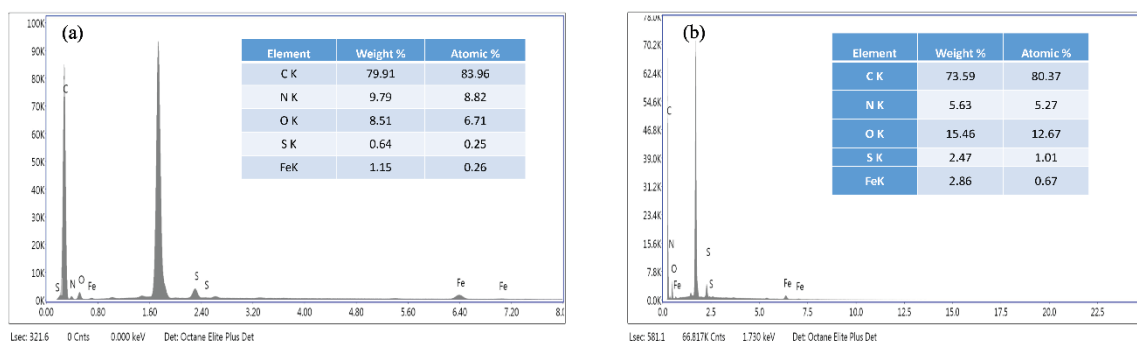 (a)
100K
90K
80K
70K
60K
50K
40K
30K
20K
10K
0K
C
S
N
O
Fe
S
S
Fe
Fe
0.00 0.80 1.60 2.40 3.20 4.00 4.80 5.60 6.40 7.20 8.0
Element Weight % Atomic %
C K 79.91 83.96
N K 9.79 8.82
O K 8.51 6.71
S K 0.64 0.25
FeK 1.15 0.26
Lsec: 321.6 0 Cnts 0.000 keV Det: Octane Elite Plus Det
(b)
78.0K
70.2K
62.4K
54.6K
46.8K
39.0K
31.2K
23.4K
15.6K
7.8K
0.0K
C
N
O
Fe
S
S
Fe
Fe
0.0 2.5 5.0 7.5 10.0 12.5 15.0 17.5 20.0 22.5
Element Weight % Atomic %
C K 73.59 80.37
N K 5.63 5.27
O K 15.46 12.67
S K 2.47 1.01
FeK 2.86 0.67
Lsec: 581.1 66.817K Cnts 1.730 keV Det: Octane Elite Plus Det